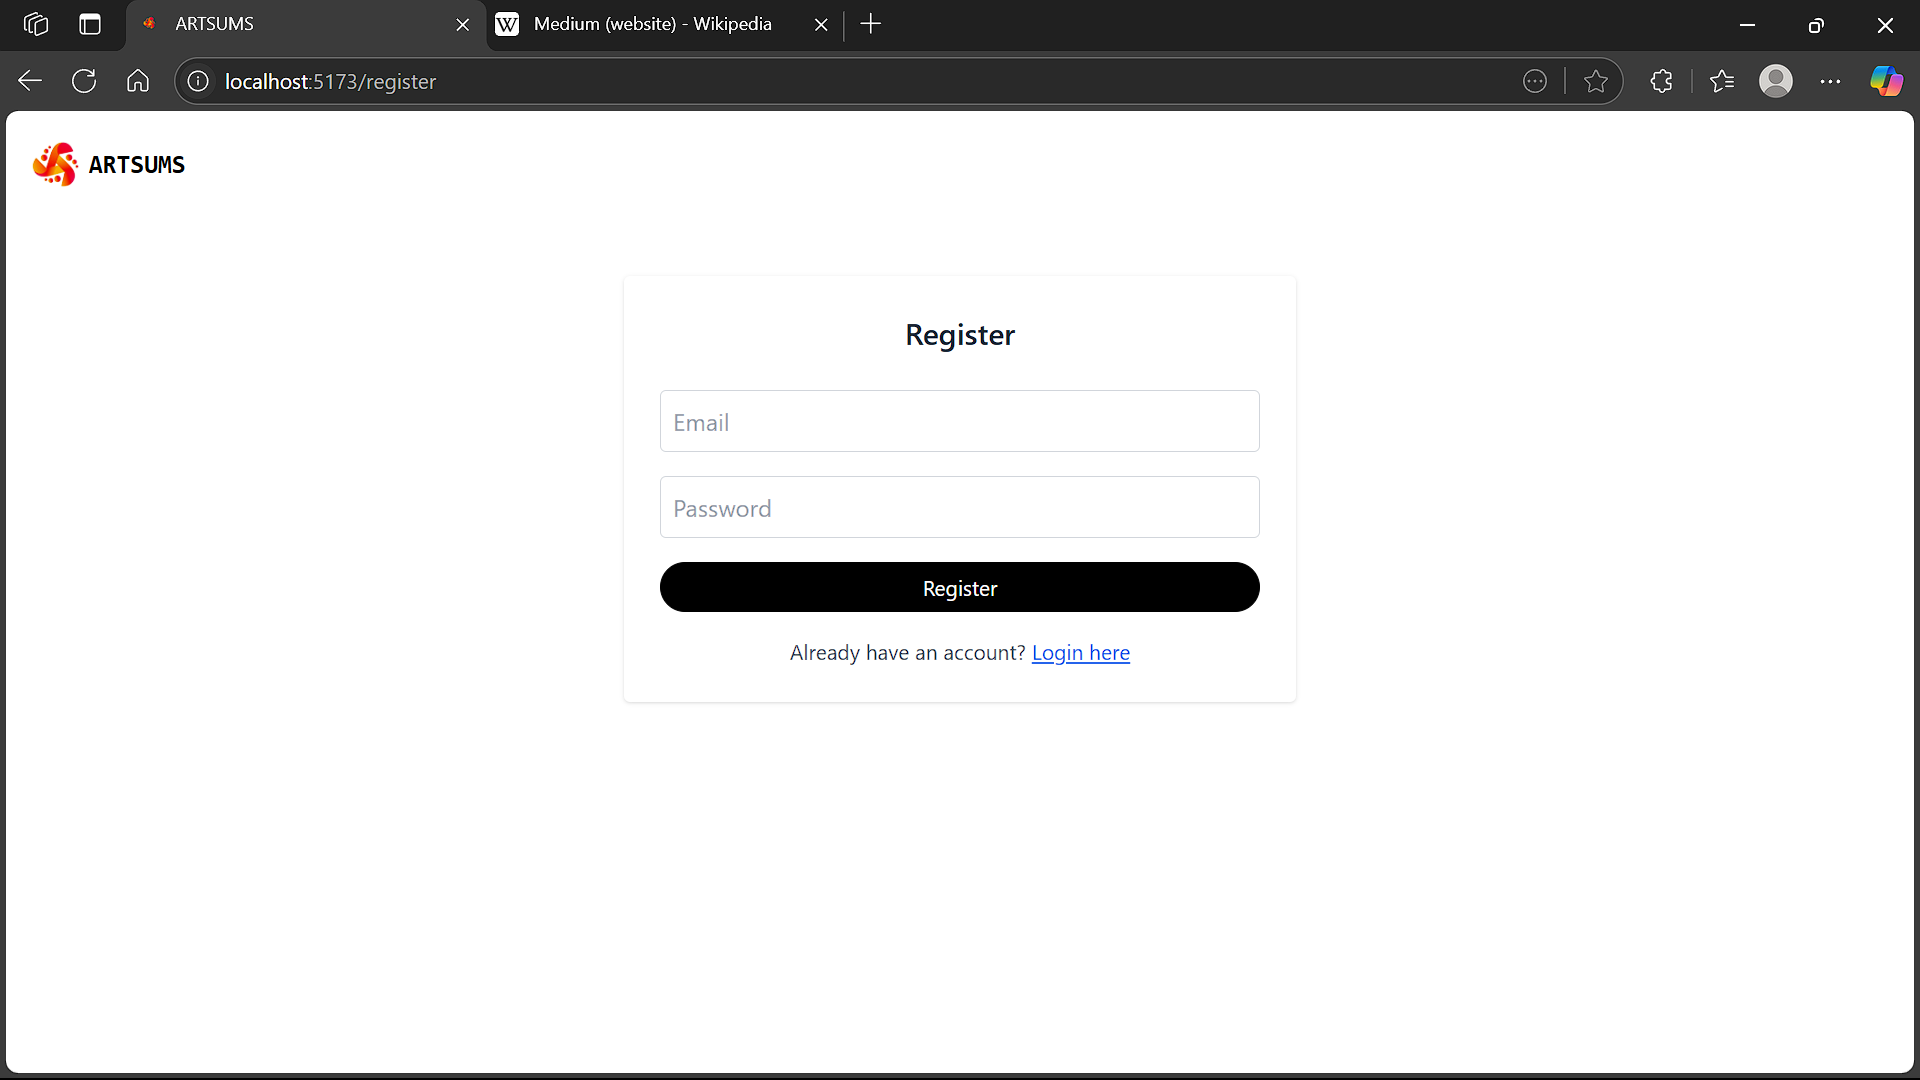 ARTSUMS
Medium (website) - Wikipedia
localhost:5173/register
ARTSUMS
Register
Email
Password
Register
Already have an account? Login here